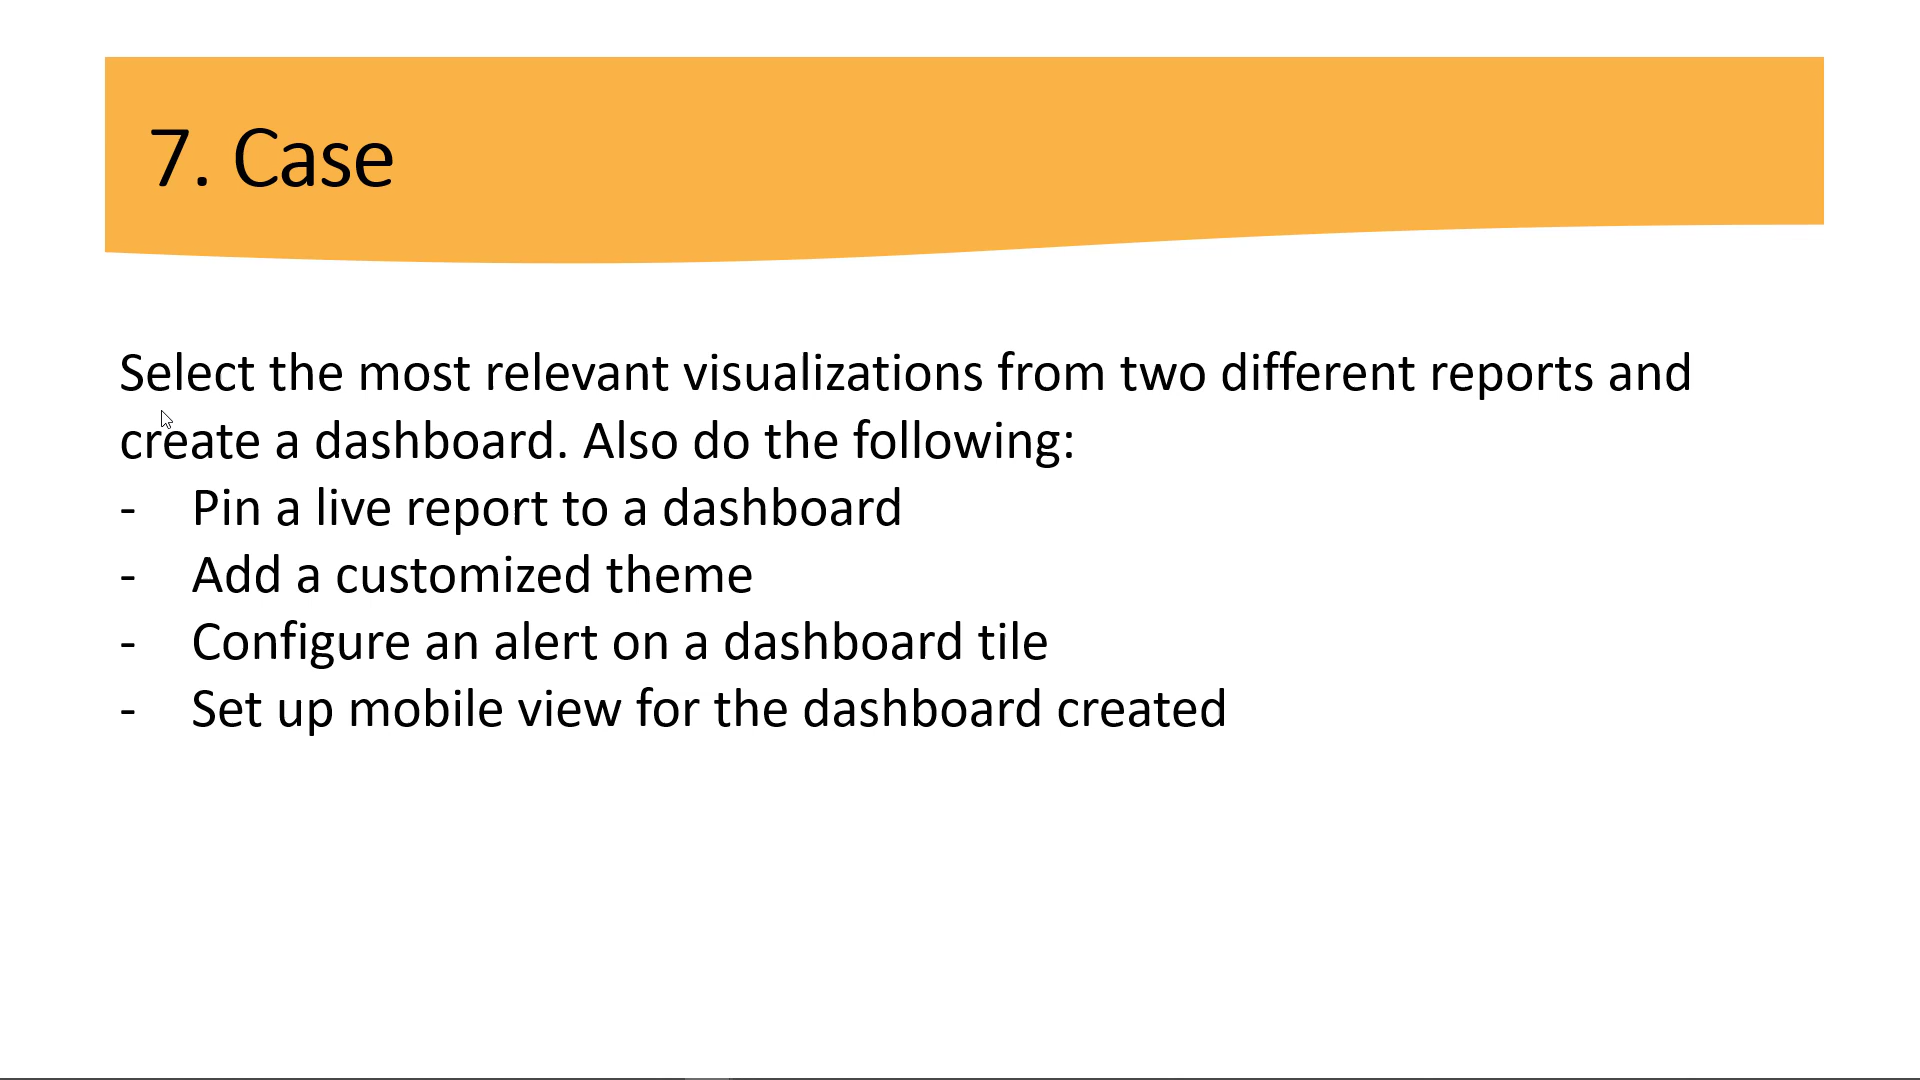 7. Case
Select the most relevant visualizations from two different reports and
create a dashboard. Also do the following:
- Pin a live report to a dashboard
- Add a customized theme
- Configure an alert on a dashboard tile
- Set up mobile view for the dashboard created